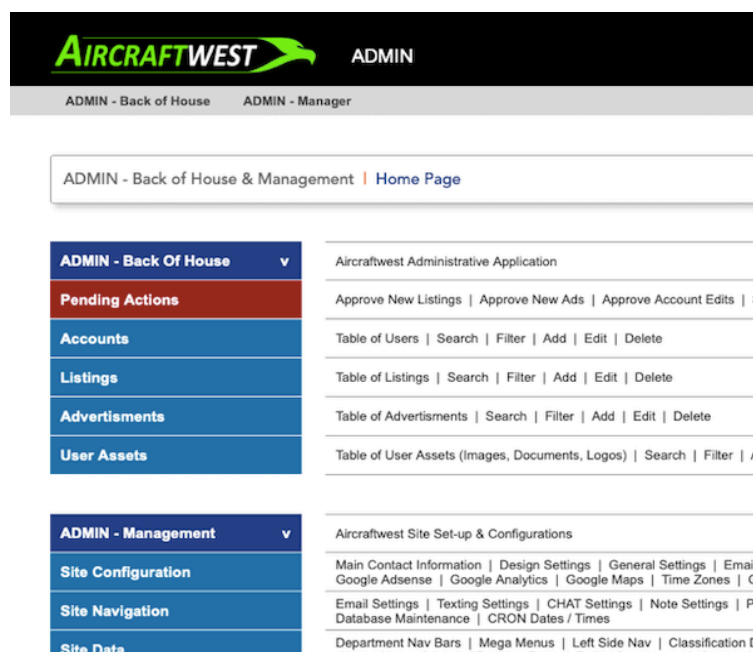 AIRCRAFTWEST ADMIN
ADMIN - Back of House ADMIN - Manager
ADMIN - Back of House & Management | Home Page
ADMIN - Back Of House v Aircraftwest Administrative Application
Pending Actions Approve New Listings | Approve New Ads | Approve Account Edits |
Accounts Table of Users | Search | Filter | Add | Edit | Delete
Listings Table of Listings | Search | Filter | Add | Edit | Delete
Advertisments Table of Advertisments | Search | Filter | Add | Edit | Delete
User Assets Table of User Assets (Images, Documents, Logos) | Search | Filter |
ADMIN - Management v Aircraftwest Site Set-up & Configurations
Site Configuration Main Contact Information | Design Settings | General Settings | Emai
Google Adsense | Google Analytics | Google Maps | Time Zones |
Site Navigation Email Settings | Texting Settings | CHAT Settings | Note Settings | P
Database Maintenance | CRON Dates / Times
Site Data Department Nav Bars | Mega Menus | Left Side Nav | Classification